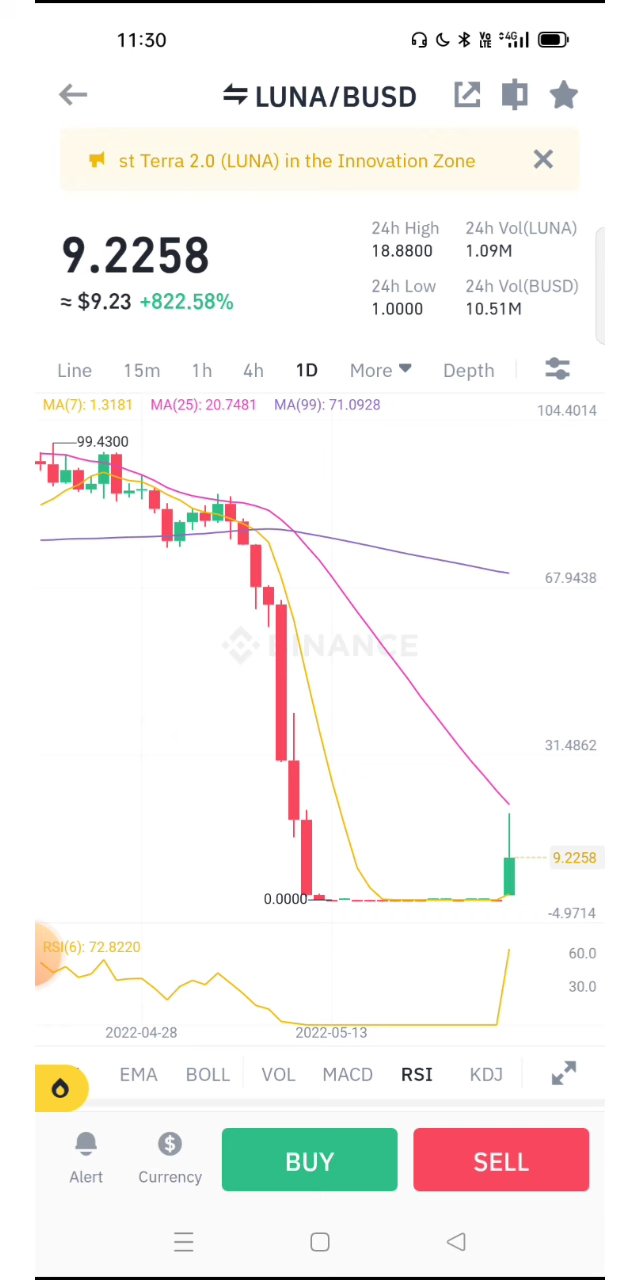 11:30
Vo LTE 4G
LUNA/BUSD
st Terra 2.0 (LUNA) in the Innovation Zone
9.2258
≈ $9.23 +822.58%
24h High
18.8800
24h Vol(LUNA)
1.09M
24h Low
1.0000
24h Vol(BUSD)
10.51M
Line 15m 1h 4h 1D More Depth
MA(7): 1.3181 MA(25): 20.7481 MA(99): 71.0928
104.4014
99.4300
67.9438
BINANCE
31.4862
9.2258
0.0000
-4.9714
RSI(6): 72.8220
60.0
30.0
2022-04-28 2022-05-13
EMA BOLL VOL MACD RSI KDJ
Alert Currency BUY SELL